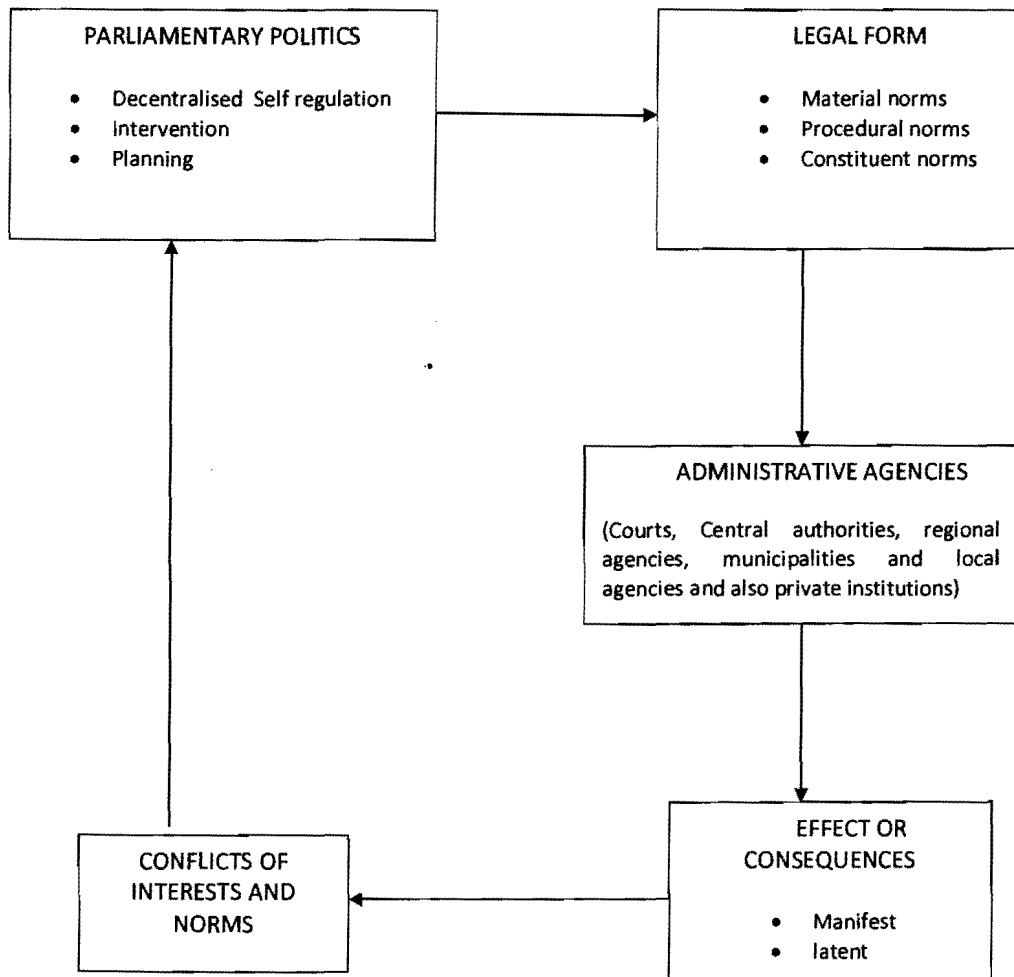 PARLIAMENTARY POLITICS
• Decentralised Self regulation
• Intervention
• Planning
LEGAL FORM
• Material norms
• Procedural norms
• Constituent norms
ADMINISTRATIVE AGENCIES
(Courts, Central authorities, regional
agencies, municipalities and local
agencies and also private institutions)
EFFECT OR
CONSEQUENCES
• Manifest
• latent
CONFLICTS OF
INTERESTS AND
NORMS